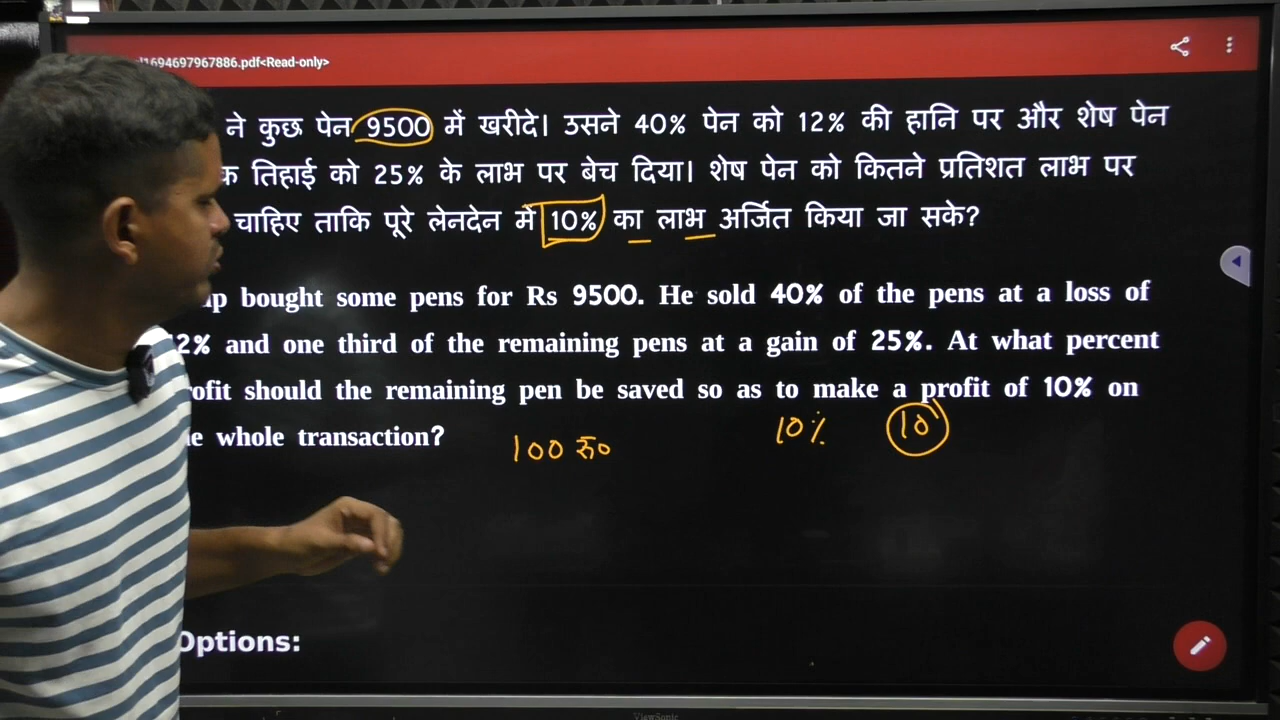 1694697967886.pdf<Read-only>
ने कुछ पेन 9500 में खरीदे। उसने 40% पेन को 12% की हानि पर और शेष पेन
तिहाई को 25% के लाभ पर बेच दिया। शेष पेन को कितने प्रतिशत लाभ पर
चाहिए ताकि पूरे लेनदेन में 10% का लाभ अर्जित किया जा सके?
bought some pens for Rs 9500. He sold 40% of the pens at a loss of
2% and one third of the remaining pens at a gain of 25%. At what percent
ofit should the remaining pen be saved so as to make a profit of 10% on
e whole transaction?
100 रु० 10% 10
Options:
ViewSonic